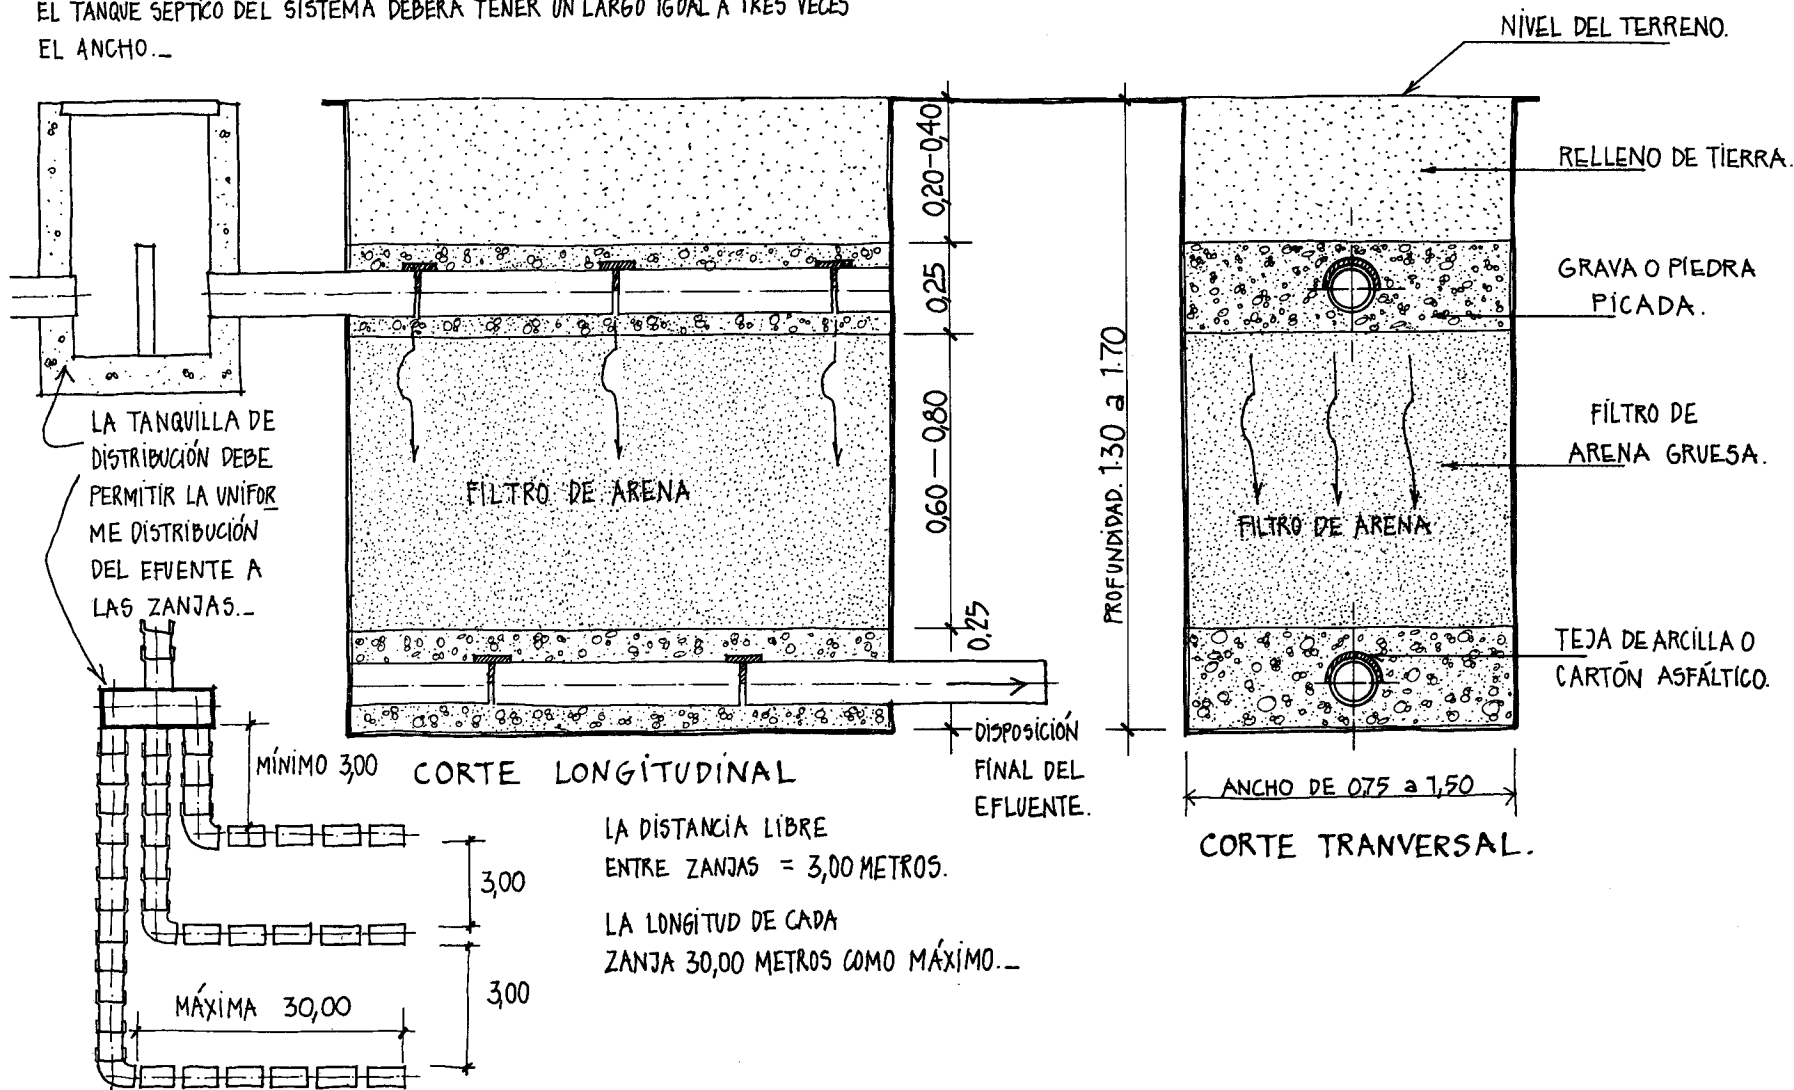 EL TANQUE SÉPTICO DEL SISTEMA DEBERÁ TENER UN LARGO IGUAL A TRES VECES
EL ANCHO._
NIVEL DEL TERRENO.
0,20-0,40
RELLENO DE TIERRA.
0,25
GRAVA O PIEDRA
PICADA.
LA TANQUILLA DE
DISTRIBUCIÓN DEBE
PERMITIR LA UNIFOR
ME DISTRIBUCIÓN
DEL EFUENTE A
LAS ZANJAS._
FILTRO DE ARENA
0,60—0,80
PROFUNDIDAD. 1.30 a 1.70
FILTRO DE
ARENA GRUESA.
FILTRO DE ARENA
0,25
TEJA DE ARCILLA O
CARTÓN ASFÁLTICO.
DISPOSICIÓN
FINAL DEL
EFLUENTE.
MÍNIMO 3,00
CORTE LONGITUDINAL
ANCHO DE 0,75 a 1,50
CORTE TRANVERSAL.
LA DISTANCIA LIBRE
ENTRE ZANJAS = 3,00 METROS.
3,00
LA LONGITUD DE CADA
ZANJA 30,00 METROS COMO MÁXIMO._
3,00
MÁXIMA 30,00